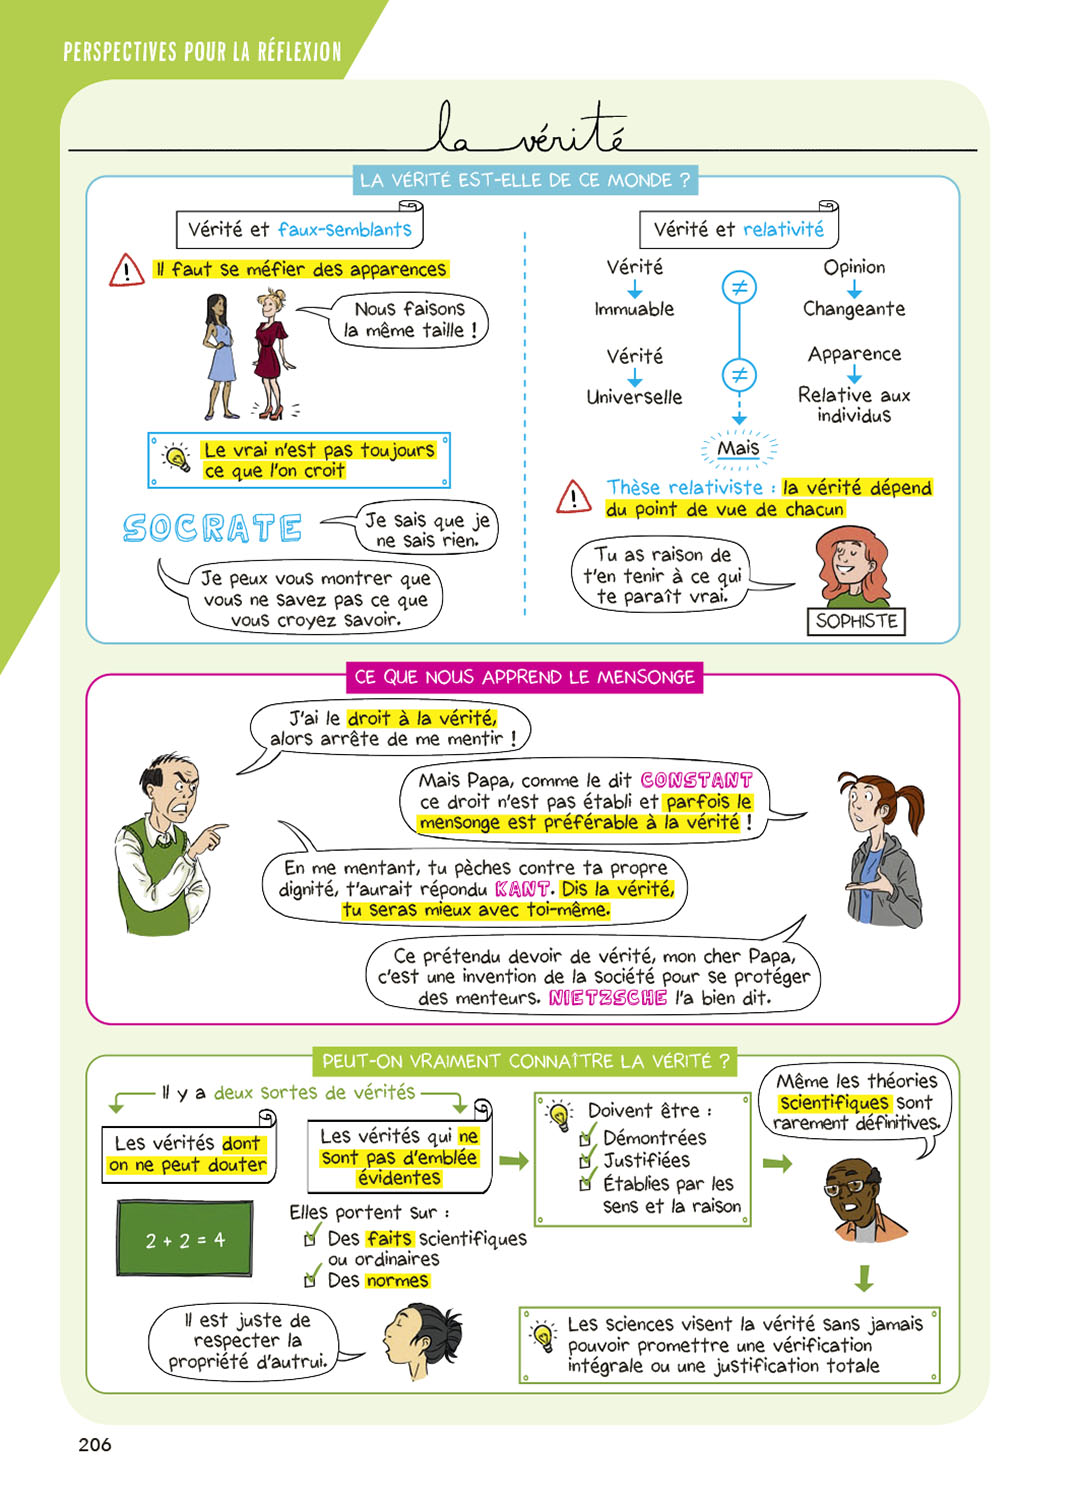 PERSPECTIVES POUR LA RÉFLEXION
la vérité
LA VÉRITÉ EST-ELLE DE CE MONDE ?
Vérité et faux-semblants
Il faut se méfier des apparences
Nous faisons
la même taille !
Le vrai n'est pas toujours
ce que l'on croit
SOCRATE
Je sais que je
ne sais rien.
Je peux vous montrer que
vous ne savez pas ce que
vous croyez savoir.
Vérité et relativité
Vérité
≠
Opinion
Immuable
Changeante
Vérité
≠
Apparence
Universelle
Relative aux
individus
Mais
!
Thèse relativiste : la vérité dépend
du point de vue de chacun
Tu as raison de
t'en tenir à ce qui
te paraît vrai.
SOPHISTE
CE QUE NOUS APPREND LE MENSONGE
J'ai le droit à la vérité,
alors arrête de me mentir !
Mais Papa, comme le dit CONSTANT
ce droit n'est pas établi et parfois le
mensonge est préférable à la vérité !
En me mentant, tu pèches contre ta propre
dignité, t'aurait répondu KANT. Dis la vérité,
tu seras mieux avec toi-même.
Ce prétendu devoir de vérité, mon cher Papa,
c'est une invention de la société pour se protéger
des menteurs. NIETZSCHE l'a bien dit.
PEUT-ON VRAIMENT CONNAÎTRE LA VÉRITÉ ?
Il y a deux sortes de vérités
Les vérités dont
on ne peut douter
2 + 2 = 4
Les vérités qui ne
sont pas d'emblée
évidentes
Elles portent sur :
Des faits scientifiques
ou ordinaires
Des normes
Il est juste de
respecter la
propriété d'autrui.
Doivent être :
Démontrées
Justifiées
Établies par les
sens et la raison
Même les théories
scientifiques sont
rarement définitives.
Les sciences visent la vérité sans jamais
pouvoir promettre une vérification
intégrale ou une justification totale
206